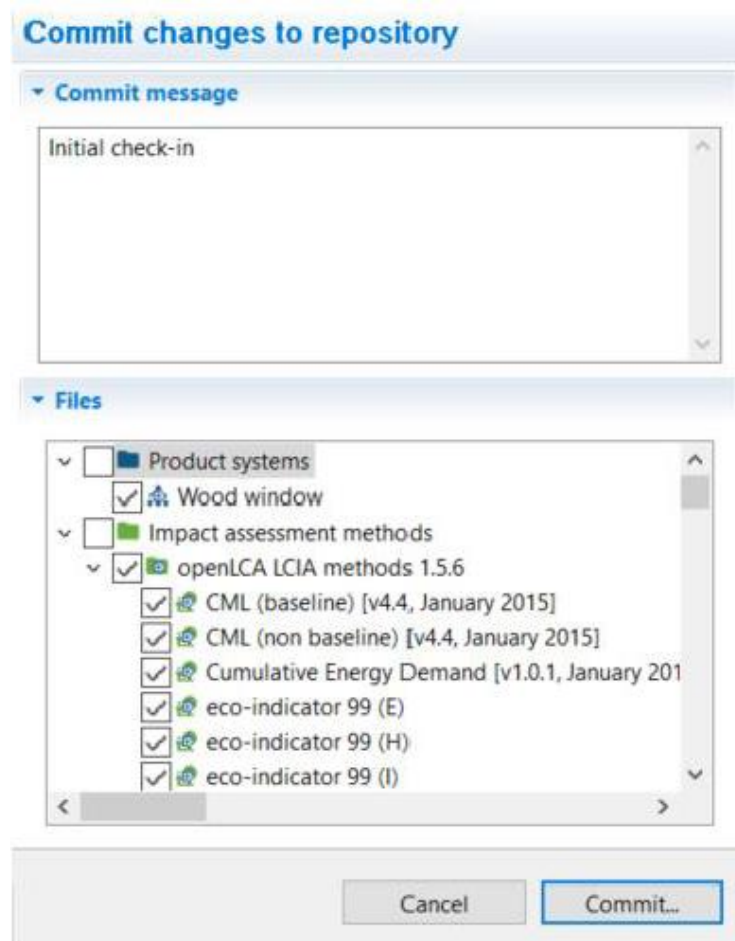 Commit changes to repository
Commit message
Initial check-in
Files
Product systems
Wood window
Impact assessment methods
openLCA LCIA methods 1.5.6
CML (baseline) [v4.4, January 2015]
CML (non baseline) [v4.4, January 2015]
Cumulative Energy Demand [v1.0.1, January 201
eco-indicator 99 (E)
eco-indicator 99 (H)
eco-indicator 99 (I)
Cancel Commit...